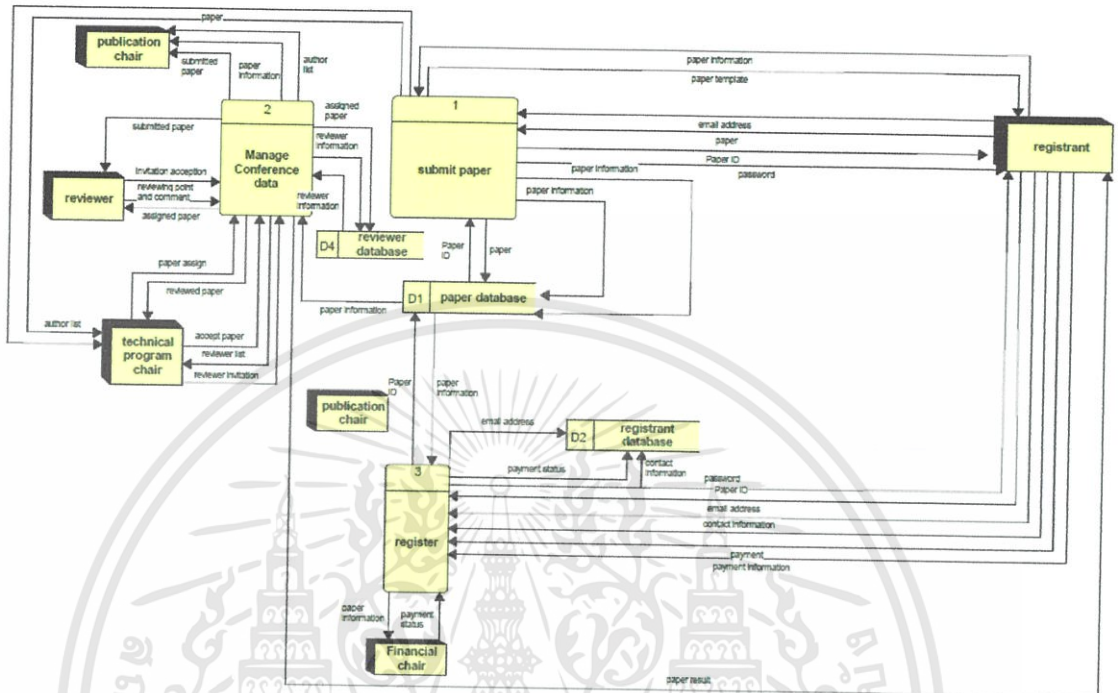 paper
publication
chair
submitted
paper
paper
information
author
list
2
Manage
Conference
data
assigned
paper
reviewer
information
reviewer
information
submitted paper
Invitation acception
reviewing point
and comment
assigned paper
reviewer
D4
reviewer
database
paper assign
reviewed paper
author list
technical
program
chair
accept paper
reviewer list
reviewer invitation
1
submit paper
paper information
paper template
email address
paper
paper information
Paper ID
password
paper information
registrant
Paper
ID
paper
D1
paper database
paper information
Paper
ID
paper
information
publication
chair
email address
D2
registrant
database
payment status
contact
information
3
register
password
Paper ID
email address
contact information
payment
payment information
paper
information
payment
status
Financial
chair
paper result